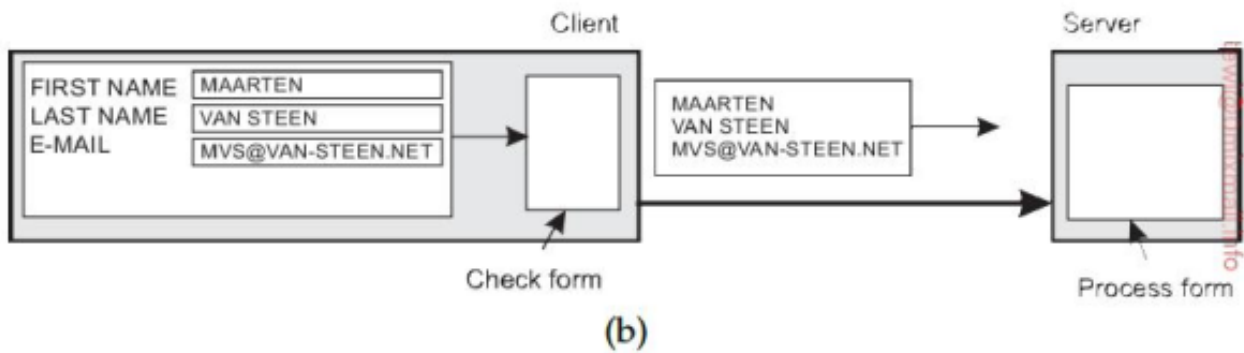 Client
Server
FIRST NAME
MAARTEN
LAST NAME
VAN STEEN
E-MAIL
MVS@VAN-STEEN.NET
MAARTEN
VAN STEEN
MVS@VAN-STEEN.NET
Check form
Process form
(b)